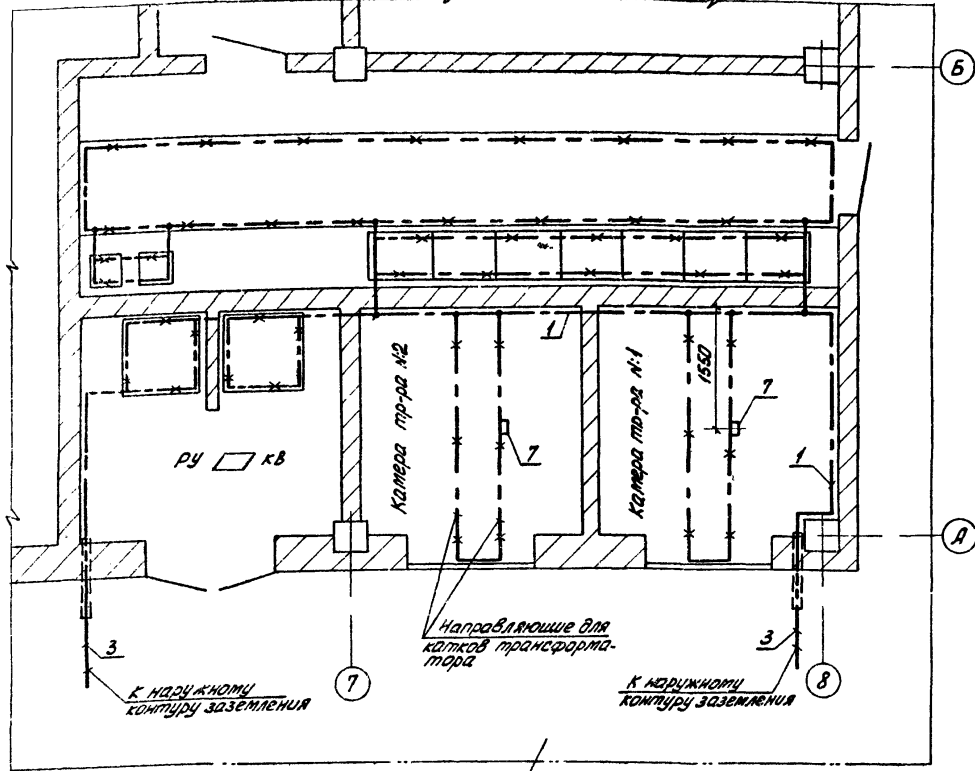 Б
1
1550
Камера тр-ра №2
Камера тр-ра №1
7
7
1
РУ кВ
А
Направляющие для
катков трансформа-
тора
3
3
7
8
К наружному
контуру заземления
К наружному
контуру заземления